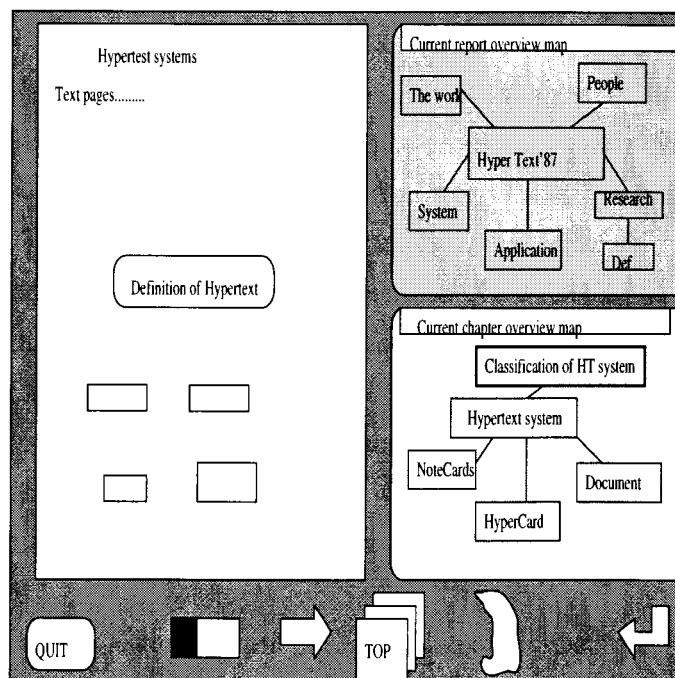 Hypertest systems
Text pages.........
Definition of Hypertext
Current report overview map
The work
People
Hyper Text'87
System
Research
Application
Def
Current chapter overview map
Classification of HT system
Hypertext system
NoteCards
Document
HyperCard
QUIT
TOP